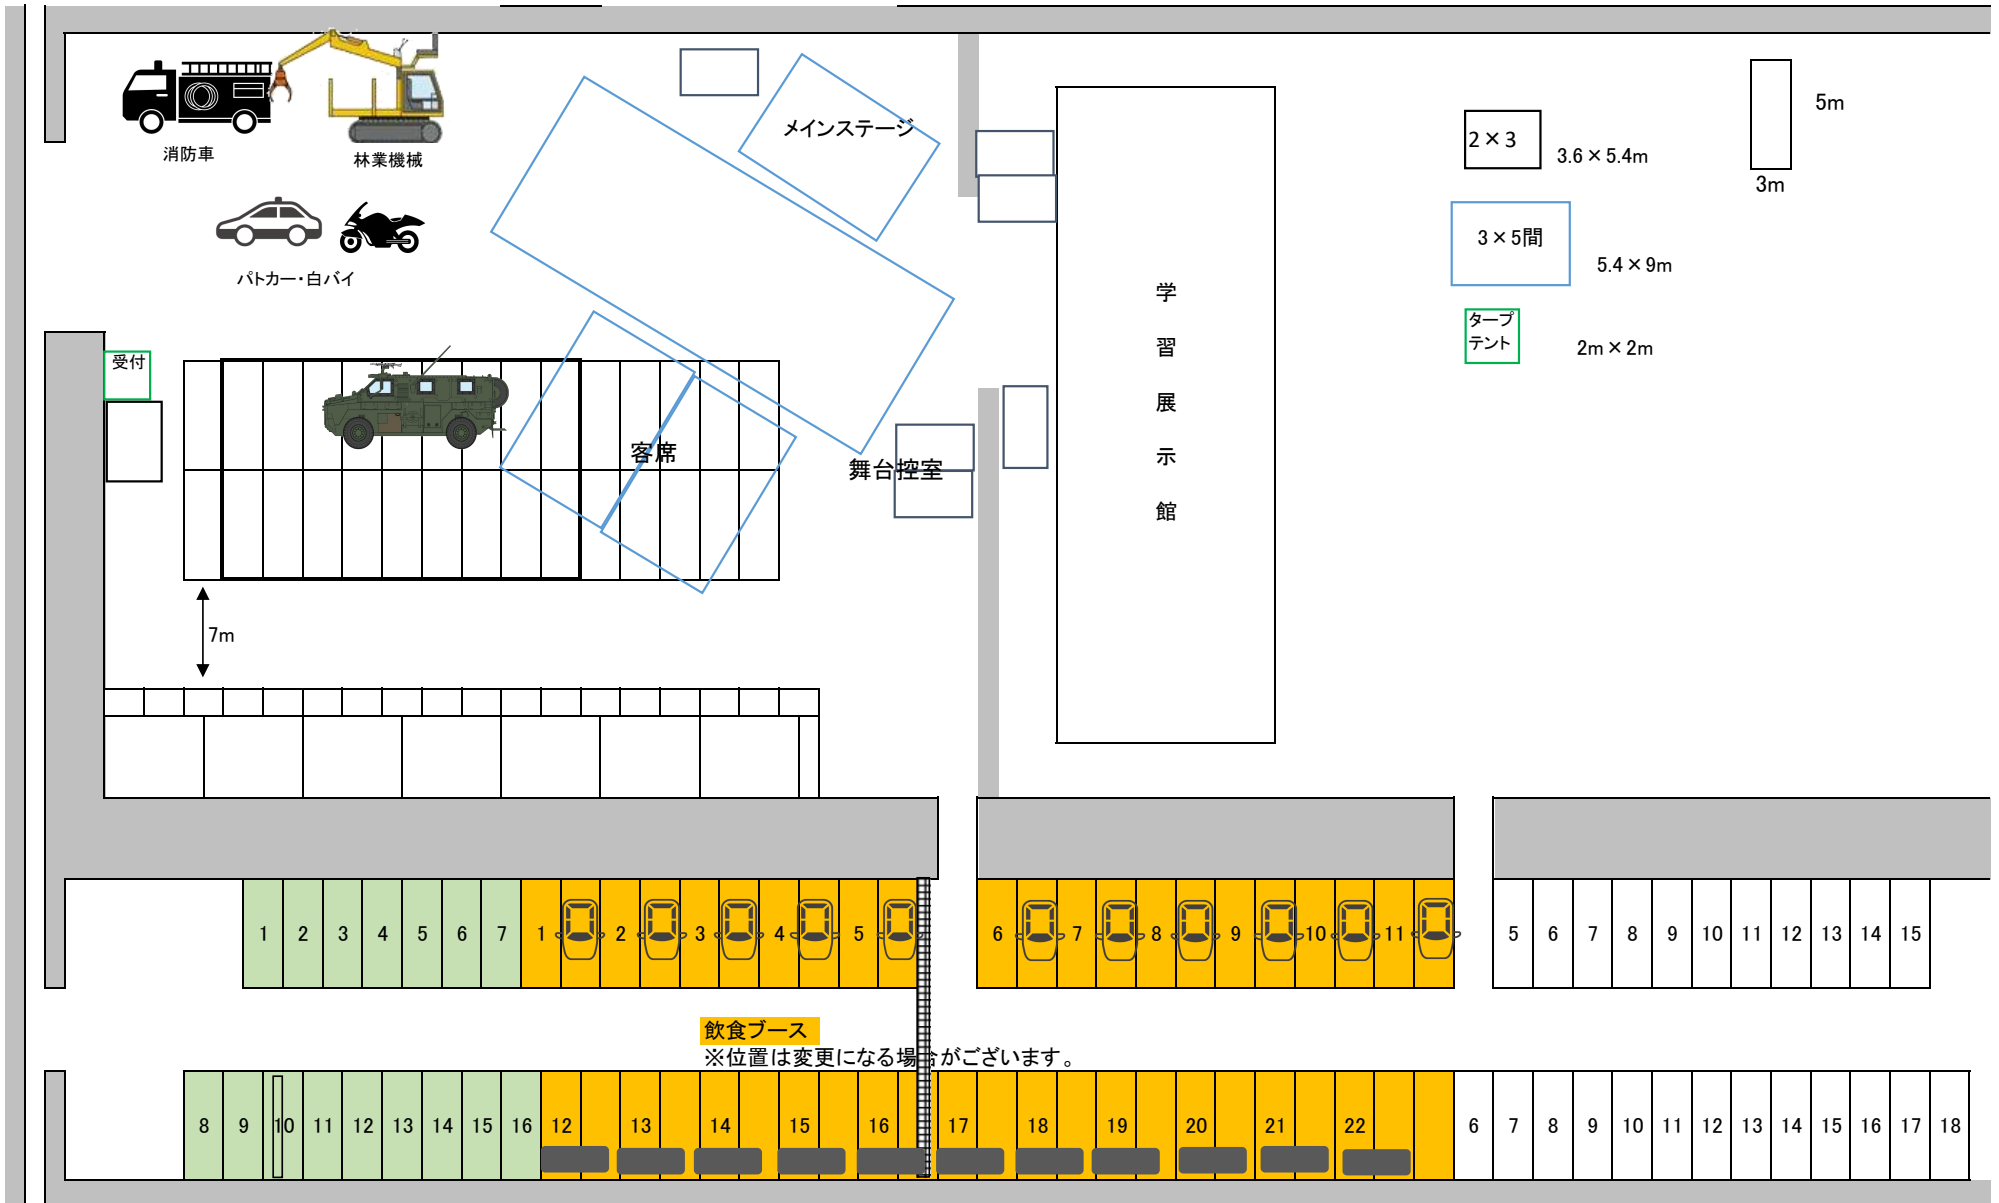 消防車
林業機械
メインステージ
2×3
3.6×5.4m
5m
3m
パトカー・白バイ
3×5間
5.4×9m
タープ
テント
2m×2m
受付
客席
舞台控室
学
習
展
示
館
7m
1 2 3 4 5 6 7 1 2 3 4 5 6 7 8 9 10 11 5 6 7 8 9 10 11 12 13 14 15
飲食ブース
※位置は変更になる場合がございます。
8 9 10 11 12 13 14 15 16 12 13 14 15 16 17 18 19 20 21 22 6 7 8 9 10 11 12 13 14 15 16 17 18